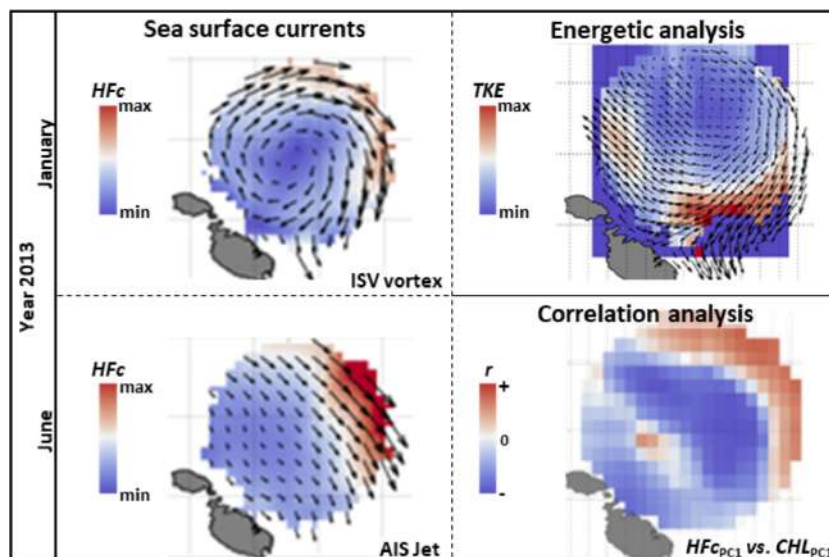 Sea surface currents
Energetic analysis
Year 2013
January
HFc
max
min
ISV vortex
TKE
max
min
June
HFc
max
min
AIS Jet
Correlation analysis
r
+
0
-
HFcPC1 vs. CHLPC1